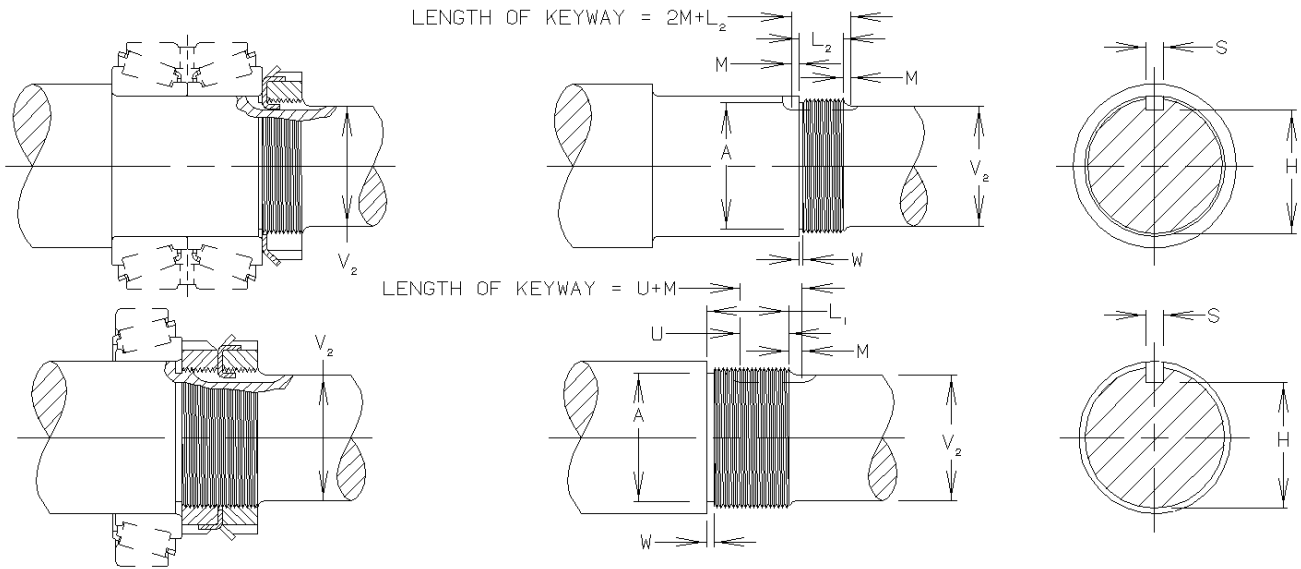 LENGTH OF KEYWAY = 2M+L₂
L₂
S
M
M
A
V₂
H
V₂
W
LENGTH OF KEYWAY = U+M
L₁
S
V₂
U
M
A
V₂
H
W